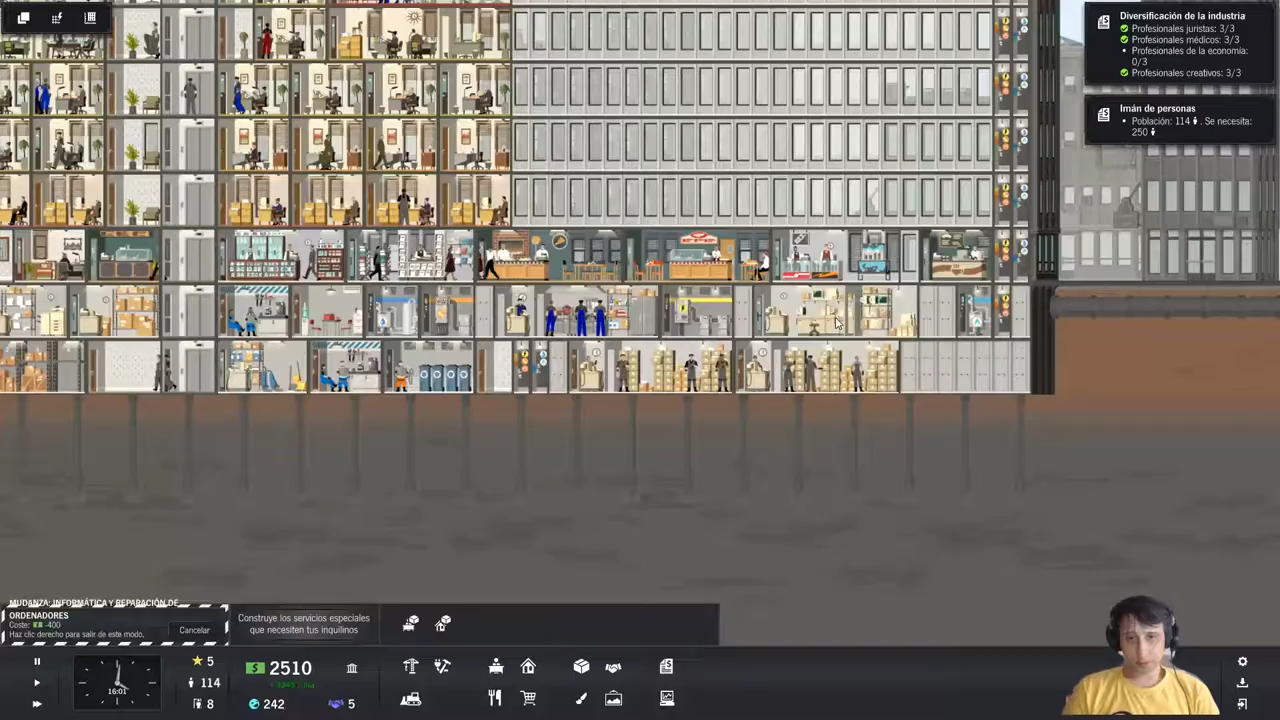 Diversificación de la industria
Profesionales juristas: 3/3
Profesionales médicos: 3/3
• Profesionales de la economía:
0/3
Profesionales creativos: 3/3
Imán de personas
• Población: 114 . Se necesita:
250
MUDANZA: INFORMÁTICA Y REPARACIÓN DE
ORDENADORES
Coste: -400
Haz clic derecho para salir de este modo.
Cancelar
Construye los servicios especiales
que necesiten tus inquilinos
16:01
5
114
8
$ 2510
242
5